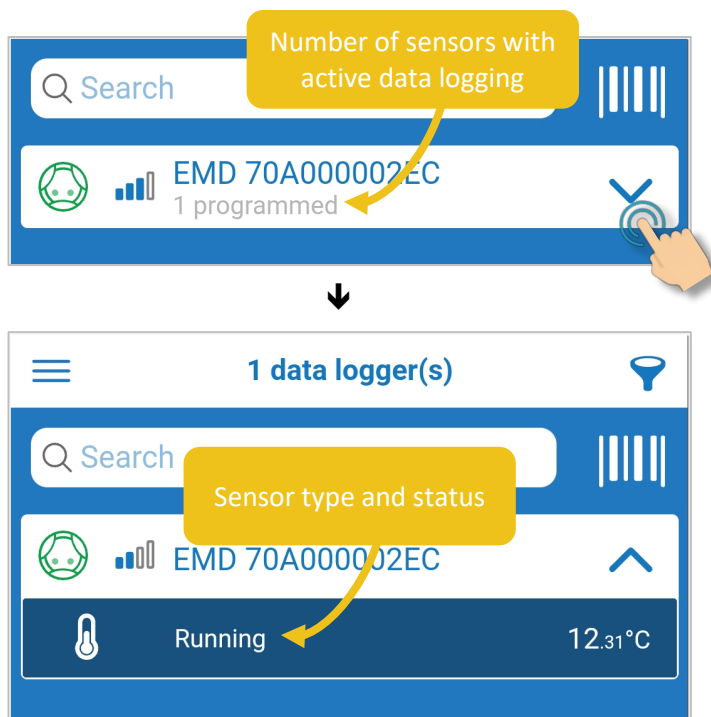 Number of sensors with
active data logging
Search
EMD 70A000002EC
1 programmed
1 data logger(s)
Search
Sensor type and status
EMD 70A000002EC
Running
12.31°C